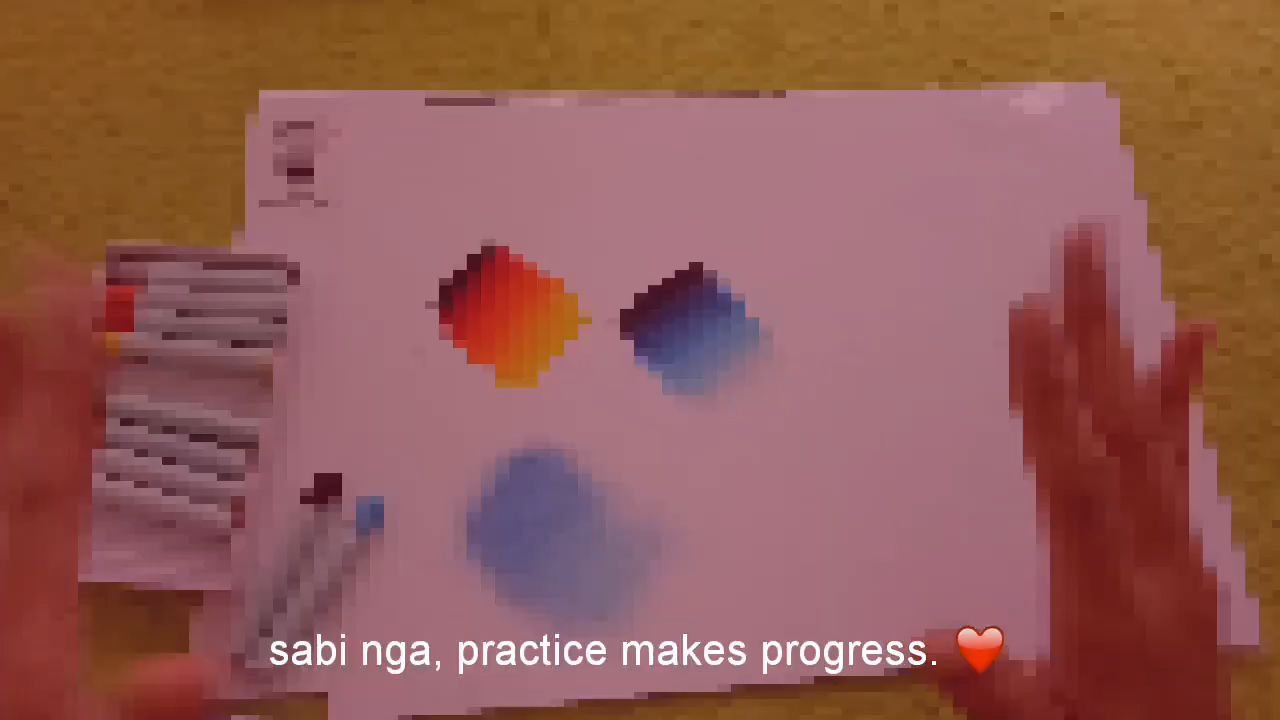 sabi nga, practice makes progress. ❤️